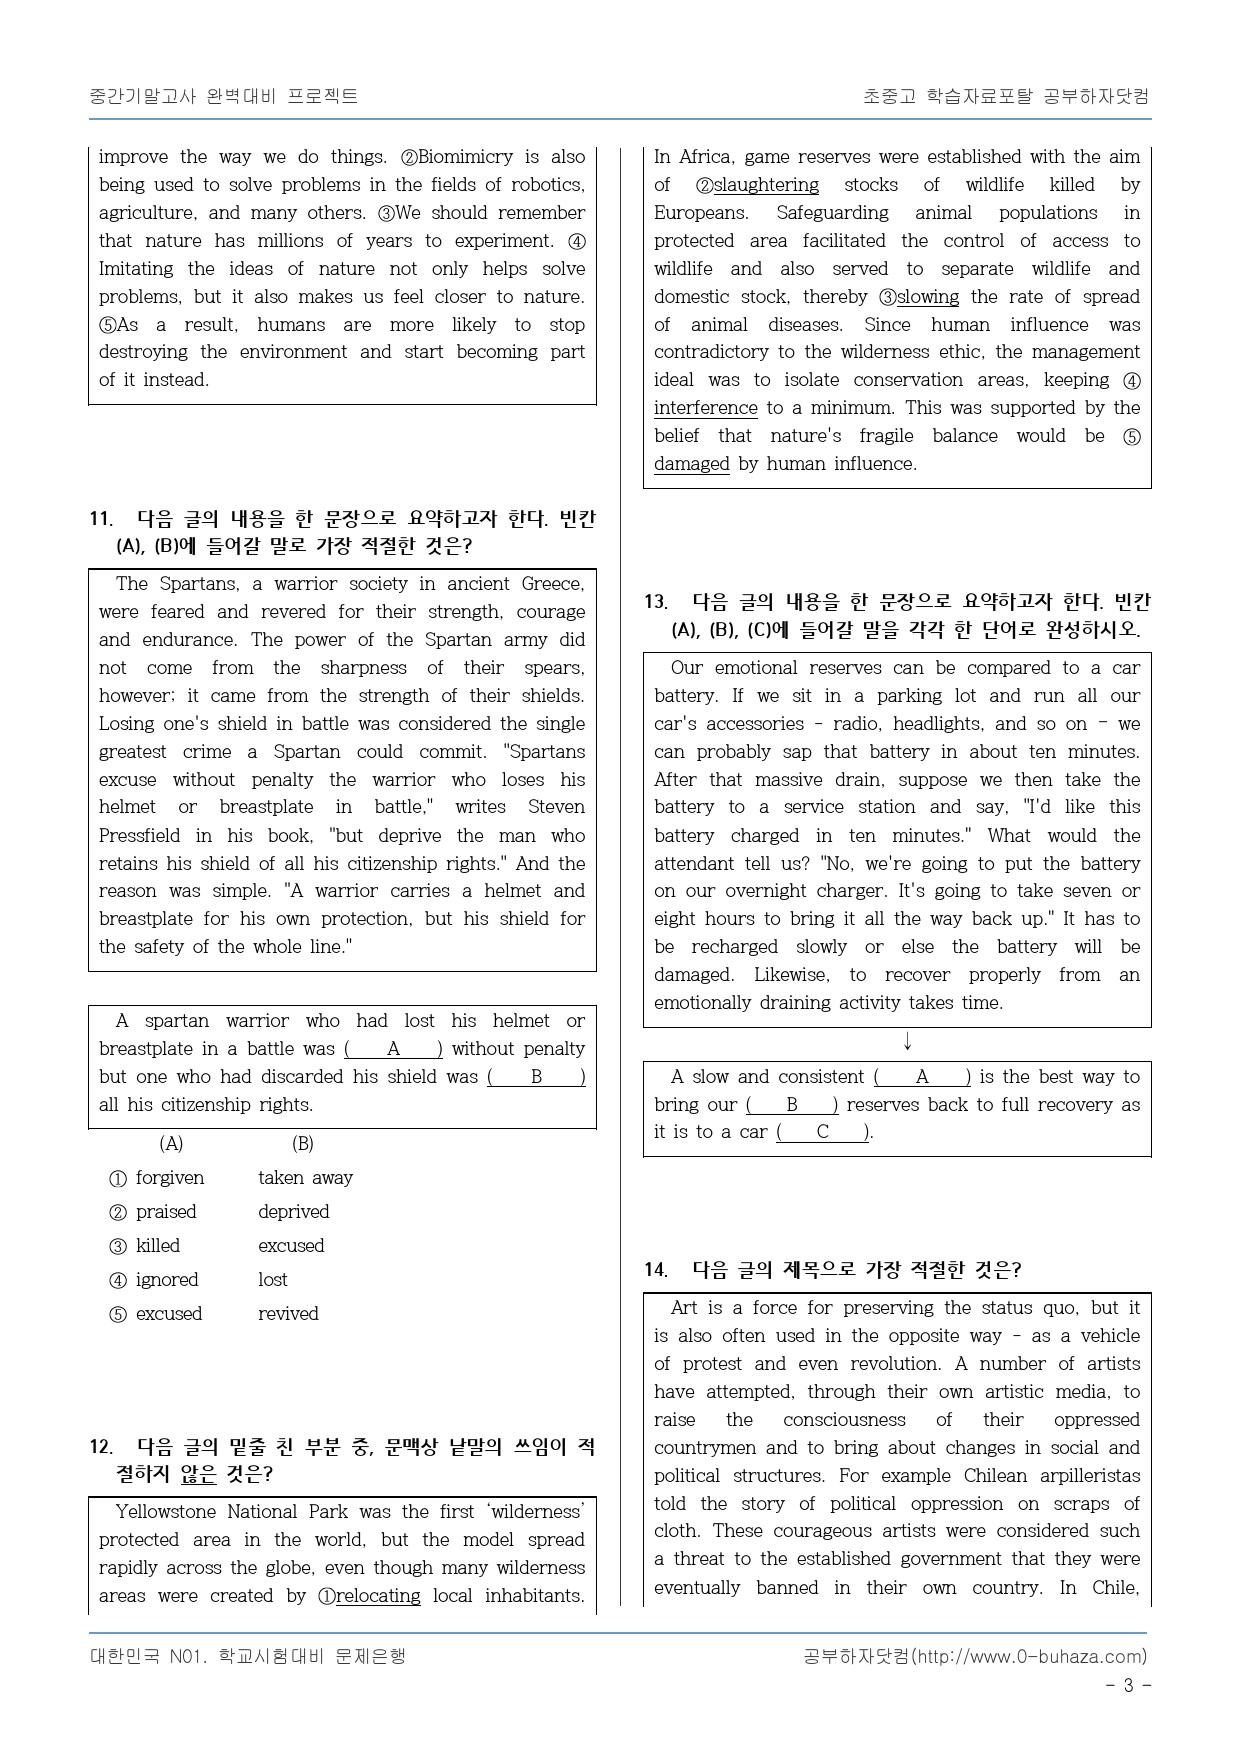 중간기말고사 완벽대비 프로젝트
초중고 학습자료포탈 공부하자닷컴
improve the way we do things. ②Biomimicry is also
being used to solve problems in the fields of robotics,
agriculture, and many others. ③We should remember
that nature has millions of years to experiment. ④
Imitating the ideas of nature not only helps solve
problems, but it also makes us feel closer to nature.
⑤As a result, humans are more likely to stop
destroying the environment and start becoming part
of it instead.
11. 다음 글의 내용을 한 문장으로 요약하고자 한다. 빈칸
(A), (B)에 들어갈 말로 가장 적절한 것은?
The Spartans, a warrior society in ancient Greece,
were feared and revered for their strength, courage
and endurance. The power of the Spartan army did
not come from the sharpness of their spears,
however; it came from the strength of their shields.
Losing one's shield in battle was considered the single
greatest crime a Spartan could commit. "Spartans
excuse without penalty the warrior who loses his
helmet or breastplate in battle," writes Steven
Pressfield in his book, "but deprive the man who
retains his shield of all his citizenship rights." And the
reason was simple. "A warrior carries a helmet and
breastplate for his own protection, but his shield for
the safety of the whole line."
A spartan warrior who had lost his helmet or
breastplate in a battle was ( A ) without penalty
but one who had discarded his shield was ( B )
all his citizenship rights.
(A) (B)
① forgiven taken away
② praised deprived
③ killed excused
④ ignored lost
⑤ excused revived
12. 다음 글의 밑줄 친 부분 중, 문맥상 낱말의 쓰임이 적
절하지 않은 것은?
Yellowstone National Park was the first ‘wilderness’
protected area in the world, but the model spread
rapidly across the globe, even though many wilderness
areas were created by ①relocating local inhabitants.
In Africa, game reserves were established with the aim
of ②slaughtering stocks of wildlife killed by
Europeans. Safeguarding animal populations in
protected area facilitated the control of access to
wildlife and also served to separate wildlife and
domestic stock, thereby ③slowing the rate of spread
of animal diseases. Since human influence was
contradictory to the wilderness ethic, the management
ideal was to isolate conservation areas, keeping ④
interference to a minimum. This was supported by the
belief that nature's fragile balance would be ⑤
damaged by human influence.
13. 다음 글의 내용을 한 문장으로 요약하고자 한다. 빈칸
(A), (B), (C)에 들어갈 말을 각각 한 단어로 완성하시오.
Our emotional reserves can be compared to a car
battery. If we sit in a parking lot and run all our
car's accessories - radio, headlights, and so on - we
can probably sap that battery in about ten minutes.
After that massive drain, suppose we then take the
battery to a service station and say, "I'd like this
battery charged in ten minutes." What would the
attendant tell us? "No, we're going to put the battery
on our overnight charger. It's going to take seven or
eight hours to bring it all the way back up." It has to
be recharged slowly or else the battery will be
damaged. Likewise, to recover properly from an
emotionally draining activity takes time.
↓
A slow and consistent ( A ) is the best way to
bring our ( B ) reserves back to full recovery as
it is to a car ( C ).
14. 다음 글의 제목으로 가장 적절한 것은?
Art is a force for preserving the status quo, but it
is also often used in the opposite way - as a vehicle
of protest and even revolution. A number of artists
have attempted, through their own artistic media, to
raise the consciousness of their oppressed
countrymen and to bring about changes in social and
political structures. For example Chilean arpilleristas
told the story of political oppression on scraps of
cloth. These courageous artists were considered such
a threat to the established government that they were
eventually banned in their own country. In Chile,
대한민국 N01. 학교시험대비 문제은행
공부하자닷컴(http://www.0-buhaza.com)
- 3 -